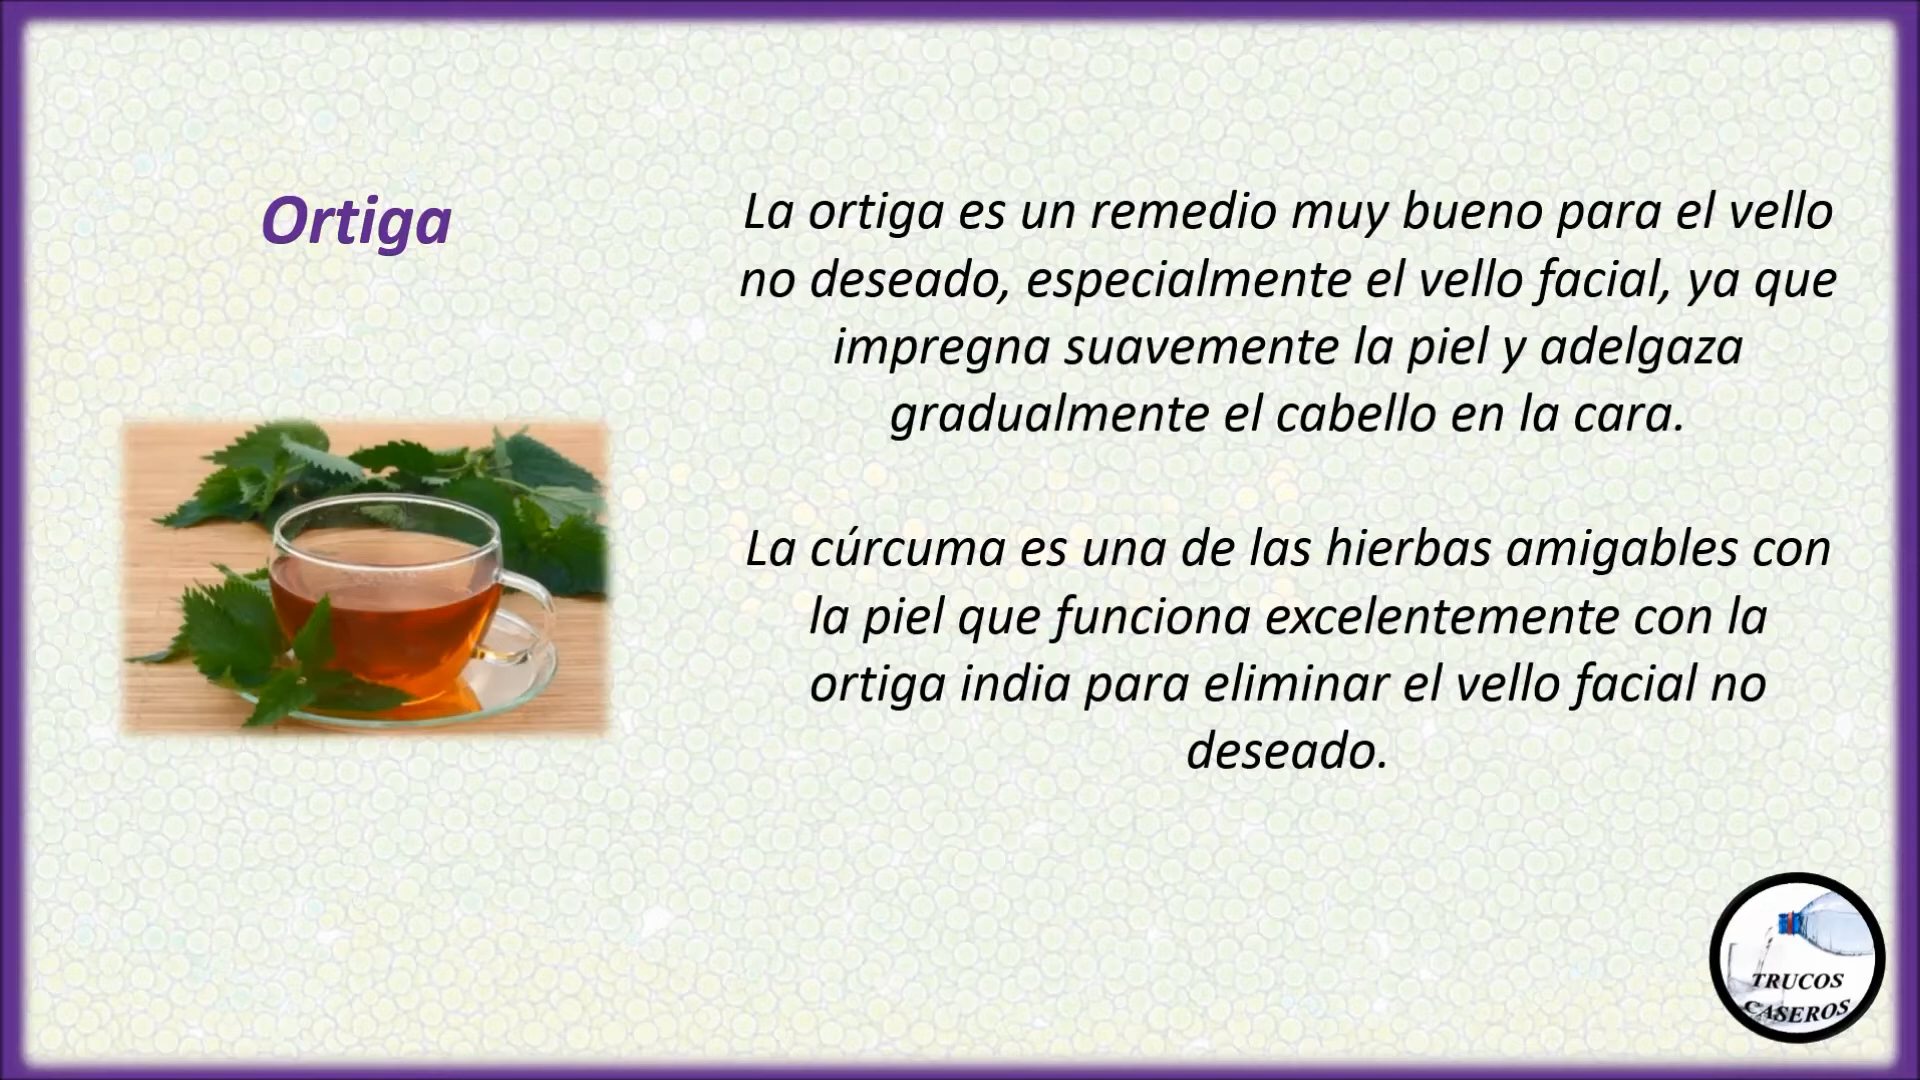 Ortiga
La ortiga es un remedio muy bueno para el vello
no deseado, especialmente el vello facial, ya que
impregna suavemente la piel y adelgaza
gradualmente el cabello en la cara.
La cúrcuma es una de las hierbas amigables con
la piel que funciona excelentemente con la
ortiga india para eliminar el vello facial no
deseado.
TRUCOS
CASEROS